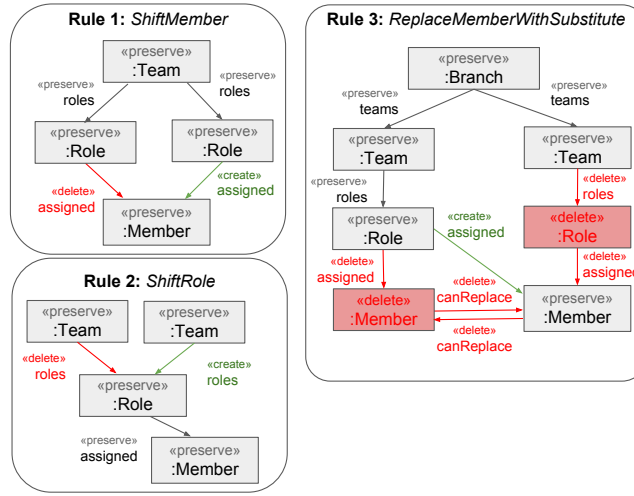 Rule 1: ShiftMember
«preserve»
:Team
«preserve»
roles
«preserve»
roles
«preserve»
:Role
«preserve»
:Role
«delete»
assigned
«create»
assigned
«preserve»
:Member
Rule 2: ShiftRole
«preserve»
:Team
«preserve»
:Team
«delete»
roles
«create»
roles
«preserve»
:Role
«preserve»
assigned
«preserve»
:Member
Rule 3: ReplaceMemberWithSubstitute
«preserve»
:Branch
«preserve»
teams
«preserve»
teams
«preserve»
:Team
«preserve»
:Team
«preserve»
roles
«delete»
roles
«preserve»
:Role
«create»
assigned
«delete»
:Role
«delete»
assigned
«delete»
assigned
«delete»
canReplace
«delete»
:Member
«preserve»
:Member
«delete»
canReplace